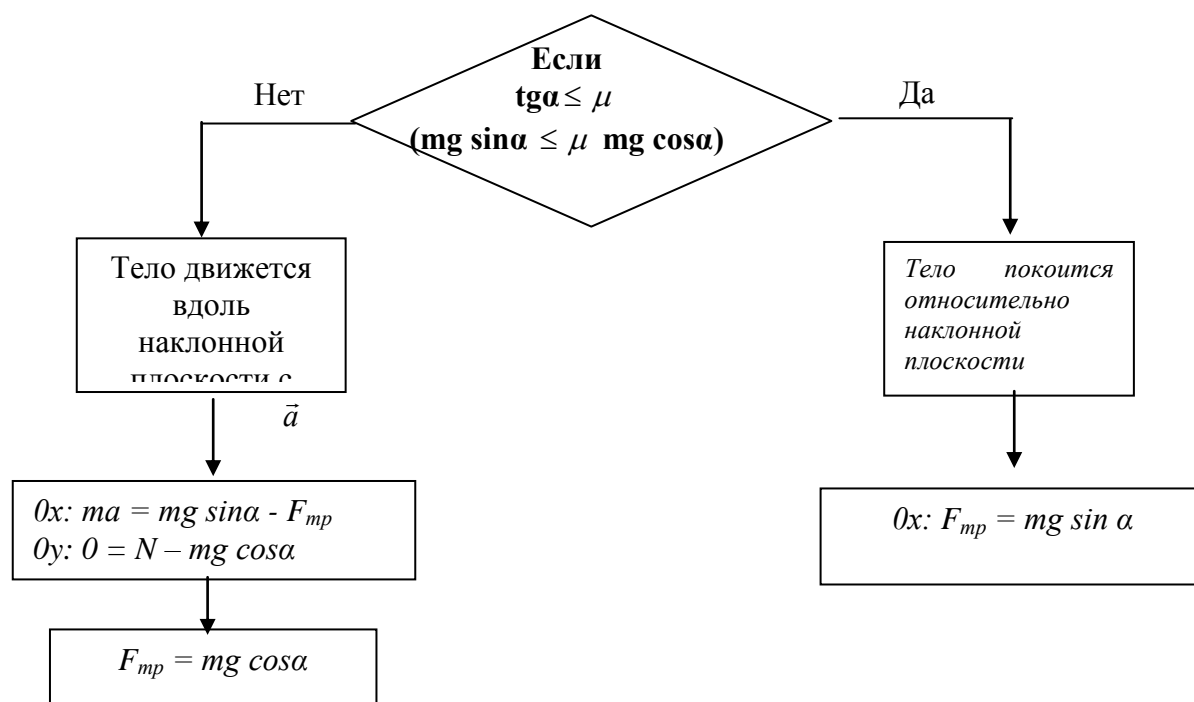 Если
tgα ≤ μ
(mg sinα ≤ μ mg cosα)
Нет
Да
Тело движется
вдоль
наклонной
плоскости с
Тело покоится
относительно
наклонной
плоскости
a⃗
0x: ma = mg sinα - Fтр
0y: 0 = N – mg cosα
0x: Fтр = mg sin α
Fтр = mg cosα